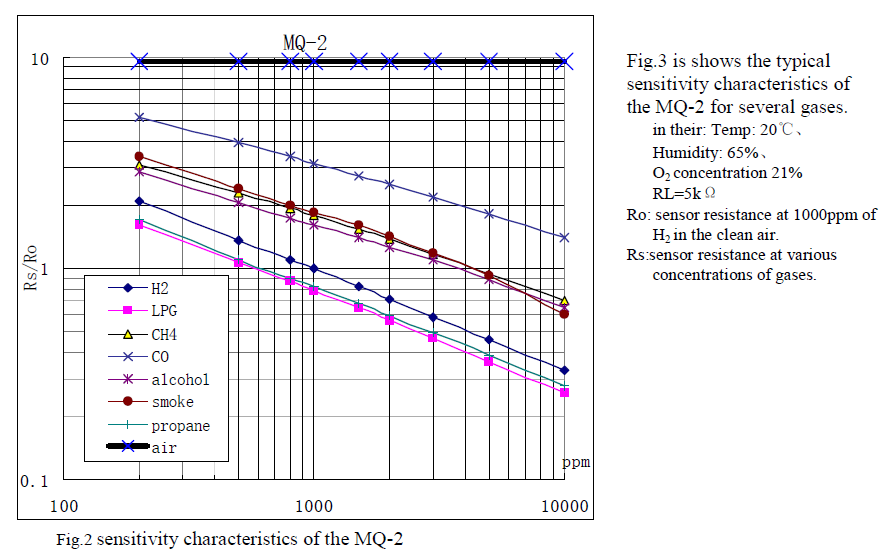 MQ-2
10
1
0.1
Rs/Ro
H2
LPG
CH4
CO
alcohol
smoke
propane
air
ppm
100
1000
10000
Fig.2 sensitivity characteristics of the MQ-2
Fig.3 is shows the typical
sensitivity characteristics of
the MQ-2 for several gases.
in their: Temp: 20℃、
Humidity: 65%、
O₂ concentration 21%
RL=5kΩ
Ro: sensor resistance at 1000ppm of
H₂ in the clean air.
Rs:sensor resistance at various
concentrations of gases.